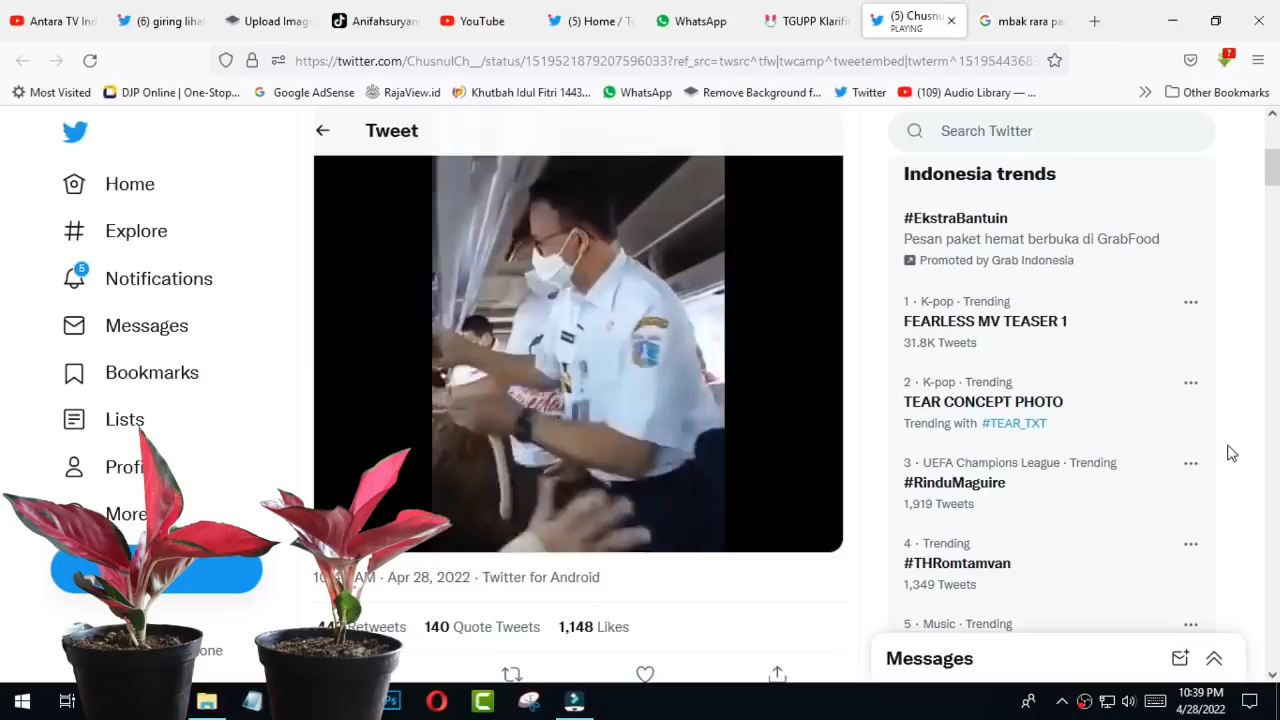 Antara TV Ind
(6) giring lihat
Upload Image
Anifahsuryan
YouTube
(5) Home / T
WhatsApp
TGUPP Klarifi
(5) Chusnu
PLAYING
mbak rara pa
https://twitter.com/ChusnulCh__/status/1519521879207596033?ref_src=twsrc^tfw|twcamp^tweetembed|twterm^151954436
?
Most Visited
DJP Online | One-Stop...
Google AdSense
RajaView.id
Khutbah Idul Fitri 1443...
WhatsApp
Remove Background f...
Twitter
(109) Audio Library —...
Other Bookmarks
Home
Explore
5
Notifications
Messages
Bookmarks
Lists
Profi
More
Tweet
Apr 28, 2022 · Twitter for Android
Retweets
140 Quote Tweets
1,148 Likes
Search Twitter
Indonesia trends
#EkstraBantuin
Pesan paket hemat berbuka di GrabFood
Promoted by Grab Indonesia
1 · K-pop · Trending
FEARLESS MV TEASER 1
31.8K Tweets
2 · K-pop · Trending
TEAR CONCEPT PHOTO
Trending with #TEAR_TXT
3 · UEFA Champions League · Trending
#RinduMaguire
1,919 Tweets
4 · Trending
#THRomtamvan
1,349 Tweets
5 · Music · Trending
Messages
Ps
10:39 PM
4/28/2022